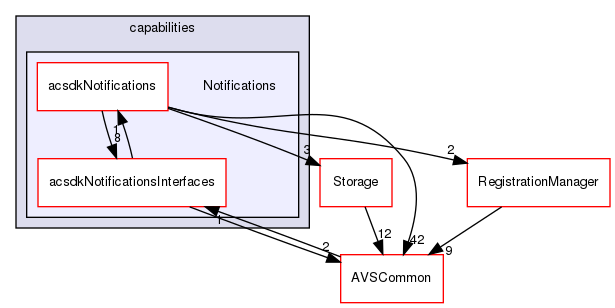 capabilities
acsdkNotifications
Notifications
1
8
3
2
acsdkNotificationsInterfaces
Storage
RegistrationManager
1
12
42
2
9
AVSCommon